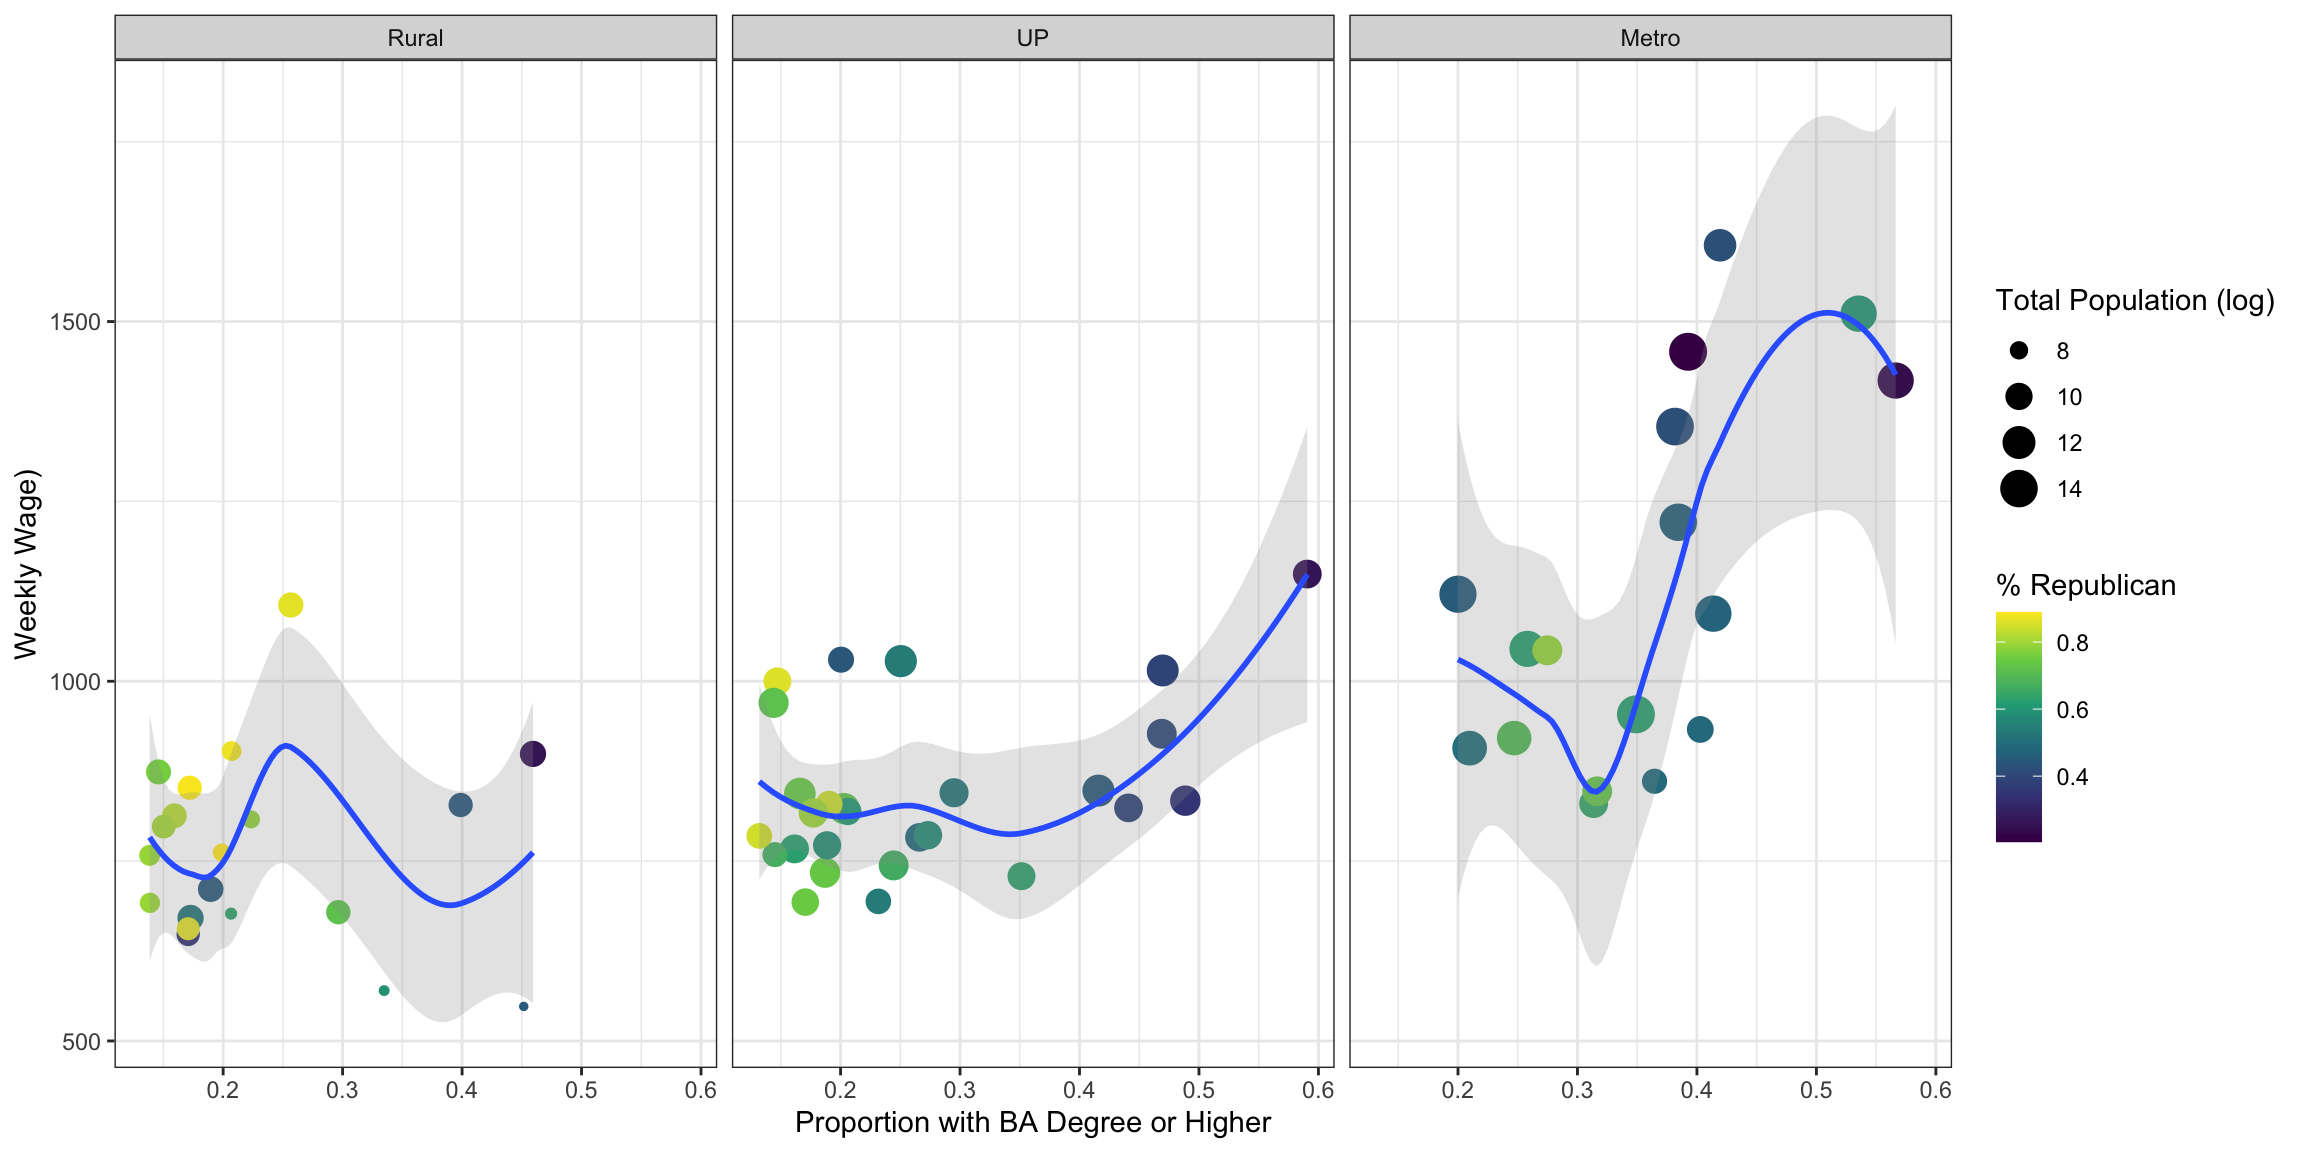 Rural
UP
Metro
1500
1000
500
Weekly Wage)
0.2 0.3 0.4 0.5 0.6
0.2 0.3 0.4 0.5 0.6
0.2 0.3 0.4 0.5 0.6
Proportion with BA Degree or Higher
Total Population (log)
8
10
12
14
% Republican
0.8
0.6
0.4